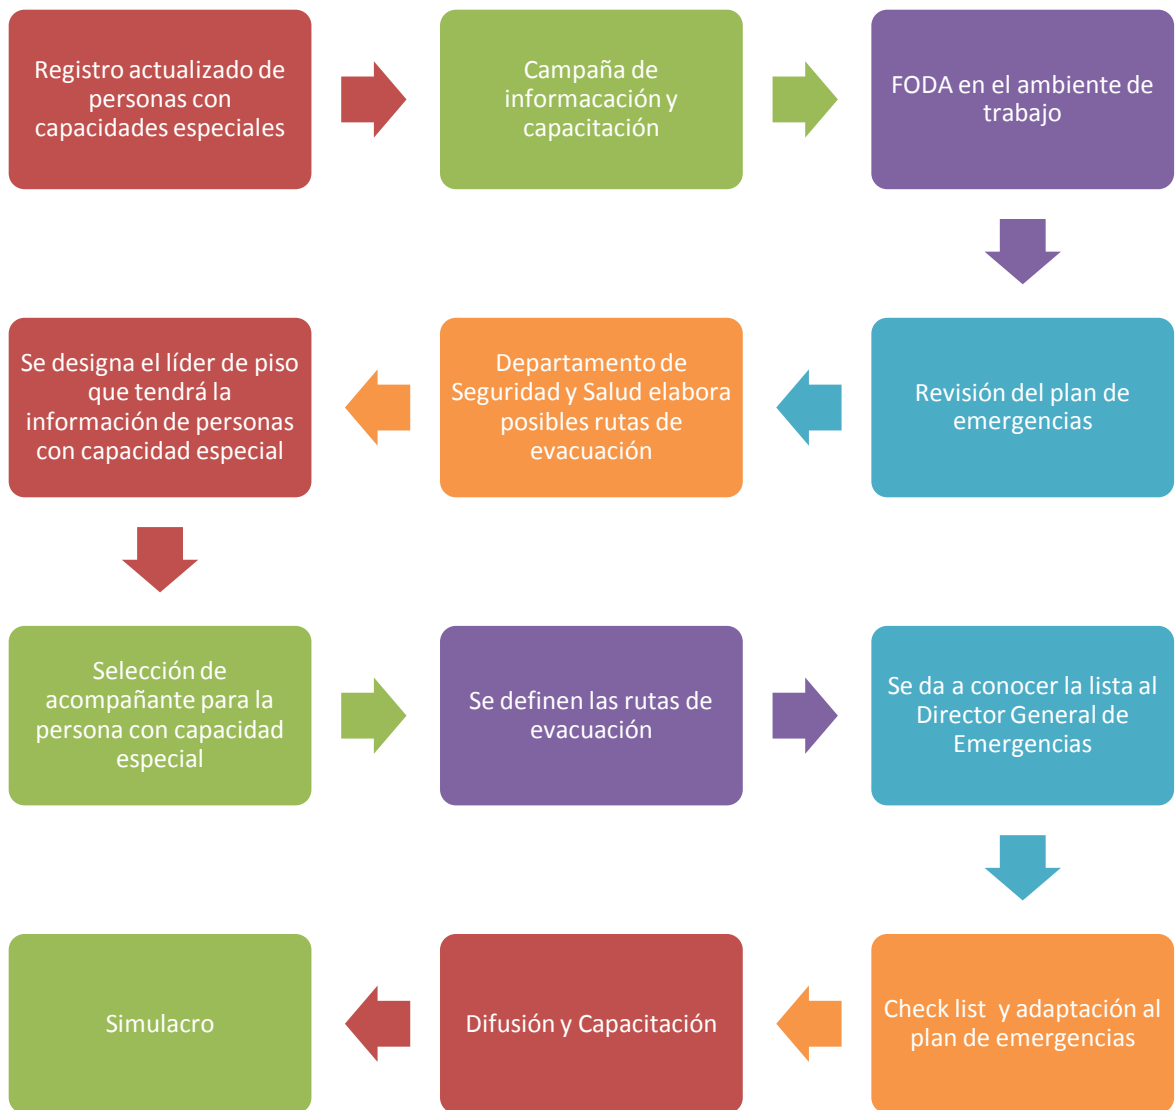 Registro actualizado de
personas con
capacidades especiales
Campaña de
informacación y
capacitación
FODA en el ambiente de
trabajo
Revisión del plan de
emergencias
Departamento de
Seguridad y Salud elabora
posibles rutas de
evacuación
Se designa el líder de piso
que tendrá la
información de personas
con capacidad especial
Selección de
acompañante para la
persona con capacidad
especial
Se definen las rutas de
evacuación
Se da a conocer la lista al
Director General de
Emergencias
Check list y adaptación al
plan de emergencias
Difusión y Capacitación
Simulacro